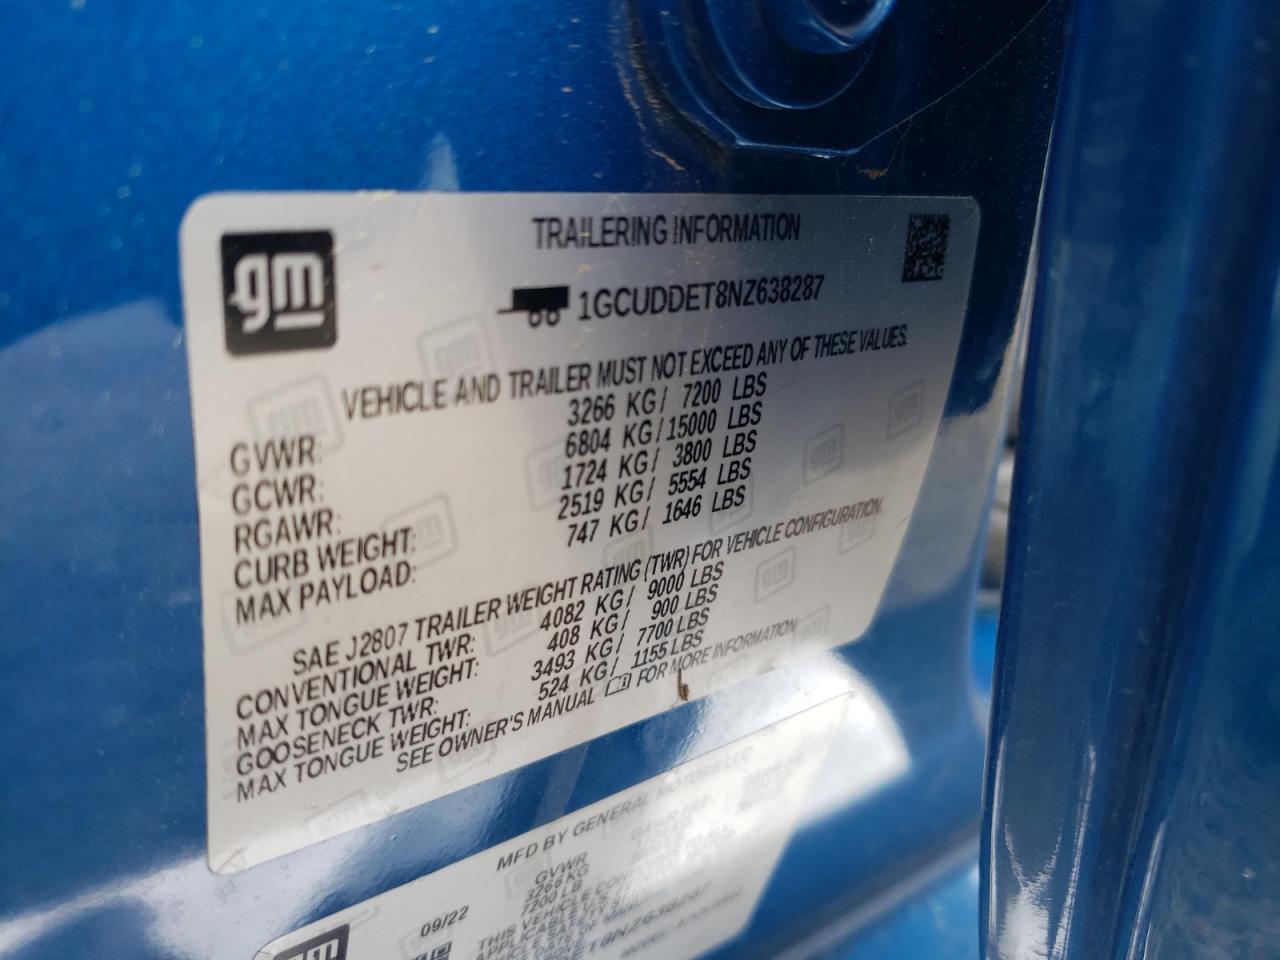 gm
TRAILERING INFORMATION
1GCUDDET8NZ638287
VEHICLE AND TRAILER MUST NOT EXCEED ANY OF THESE VALUES.
GVWR: 3266 KG/ 7200 LBS
GCWR: 6804 KG/15000 LBS
RGAWR: 1724 KG/ 3800 LBS
CURB WEIGHT: 2519 KG/ 5554 LBS
MAX PAYLOAD: 747 KG/ 1646 LBS
SAE J2807 TRAILER WEIGHT RATING (TWR) FOR VEHICLE CONFIGURATION.
CONVENTIONAL TWR: 4082 KG/ 9000 LBS
MAX TONGUE WEIGHT: 408 KG/ 900 LBS
GOOSENECK TWR: 3493 KG/ 7700 LBS
MAX TONGUE WEIGHT: 524 KG/ 1155 LBS
SEE OWNER'S MANUAL FOR MORE INFORMATION
MFD BY GENERAL MOTORS LLC
GVWR
3266 KG
7200 LB
09/22
THIS VEHICLE
gm